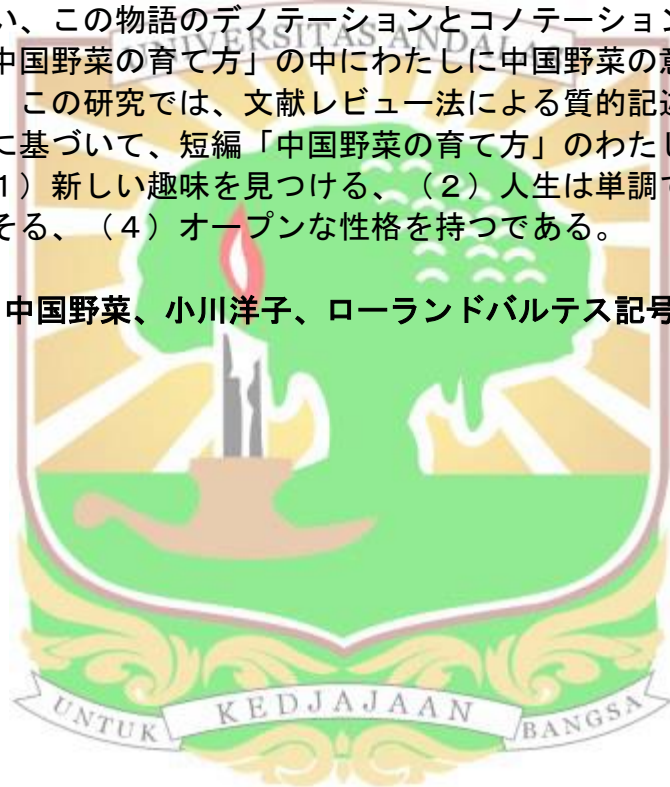 い、この物語のデノテーションとコノテーション
UNIVERSITAS ANDALAS
中国野菜の育て方」の中にわたしに中国野菜の意
、この研究では、文献レビュー法による質的記述
に基づいて、短編「中国野菜の育て方」のわたし
1）新しい趣味を見つける、（２）人生は単調で
そる、（４）オープンな性格を持つである。
中国野菜、小川洋子、ローランドバルテス記号
UNTUK KEDJAJAAN BANGSA